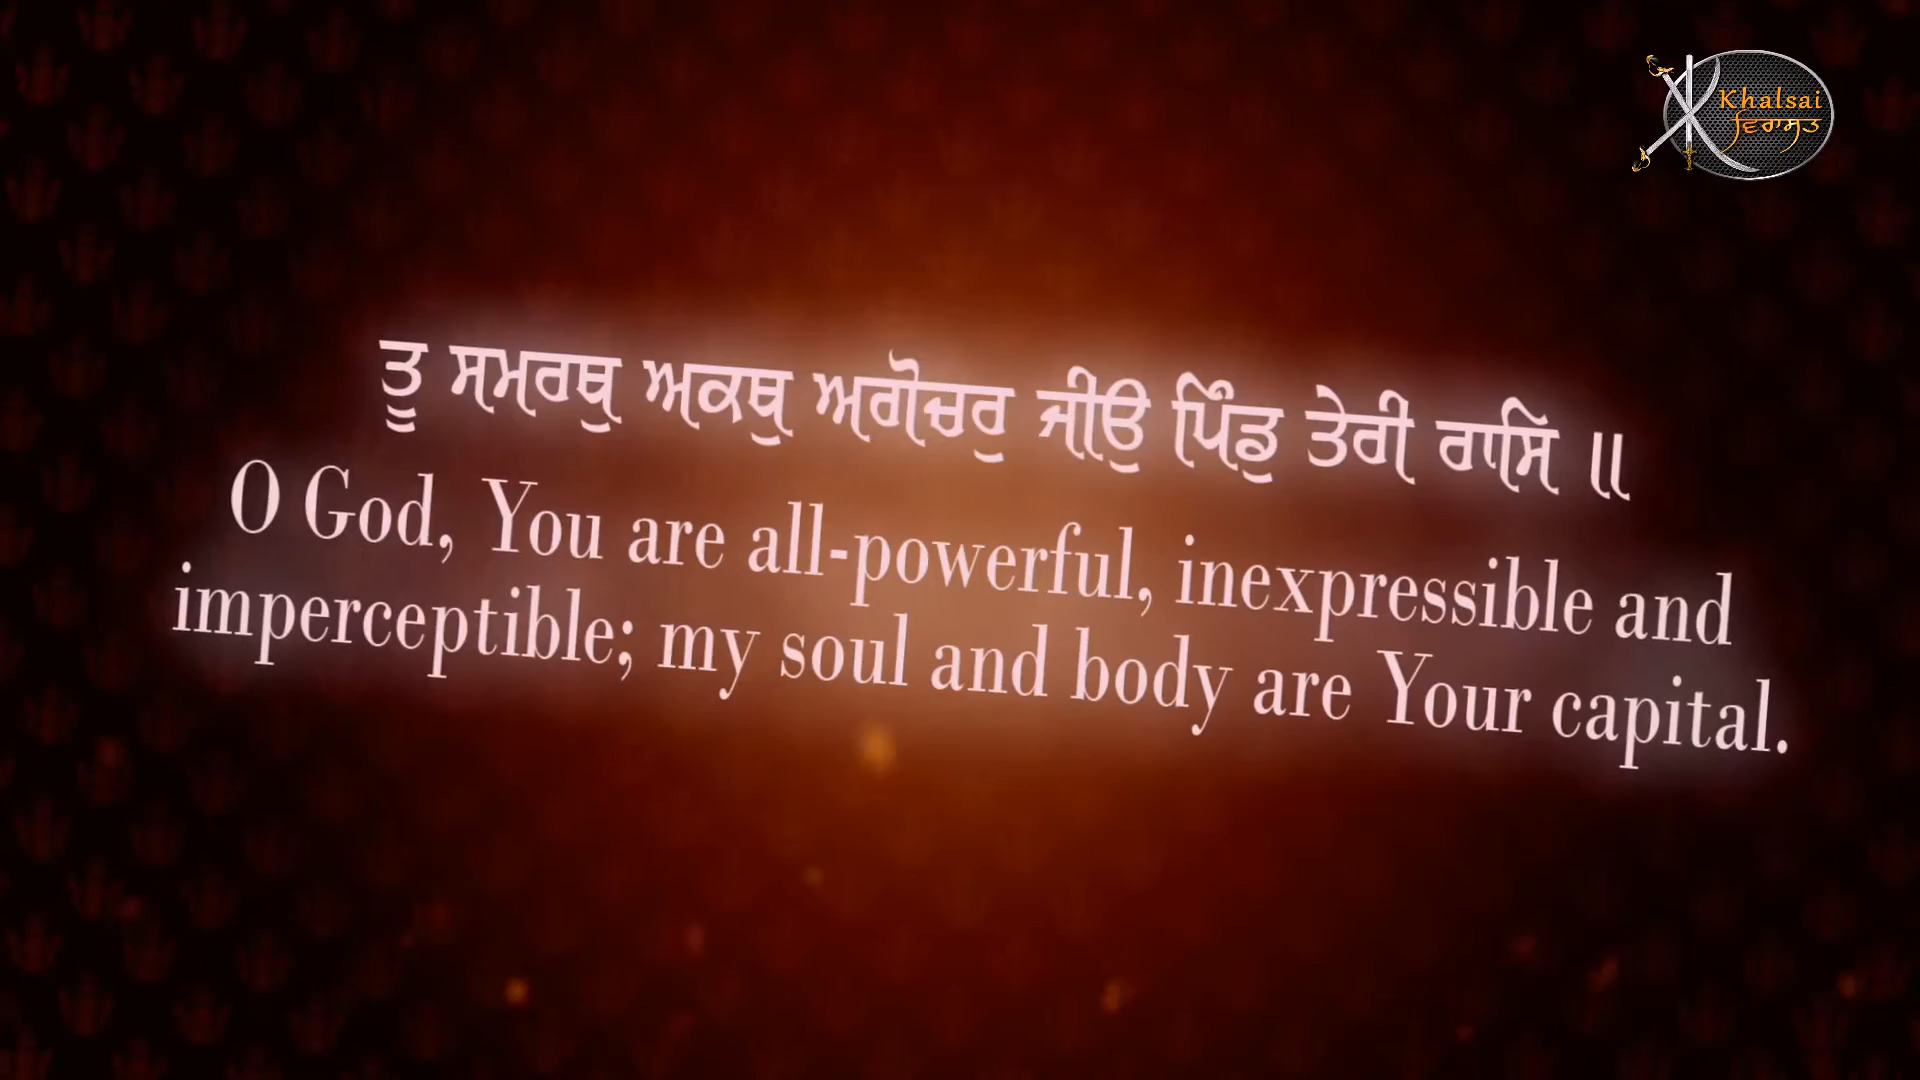 Khalsai
ਵਿਰਾਸਤ
ਤੂ ਸਮਰਥੁ ਅਕਥੁ ਅਗੋਚਰੁ ਜੀਉ ਪਿੰਡੁ ਤੇਰੀ ਰਾਸਿ ॥
O God, You are all-powerful, inexpressible and
imperceptible; my soul and body are Your capital.